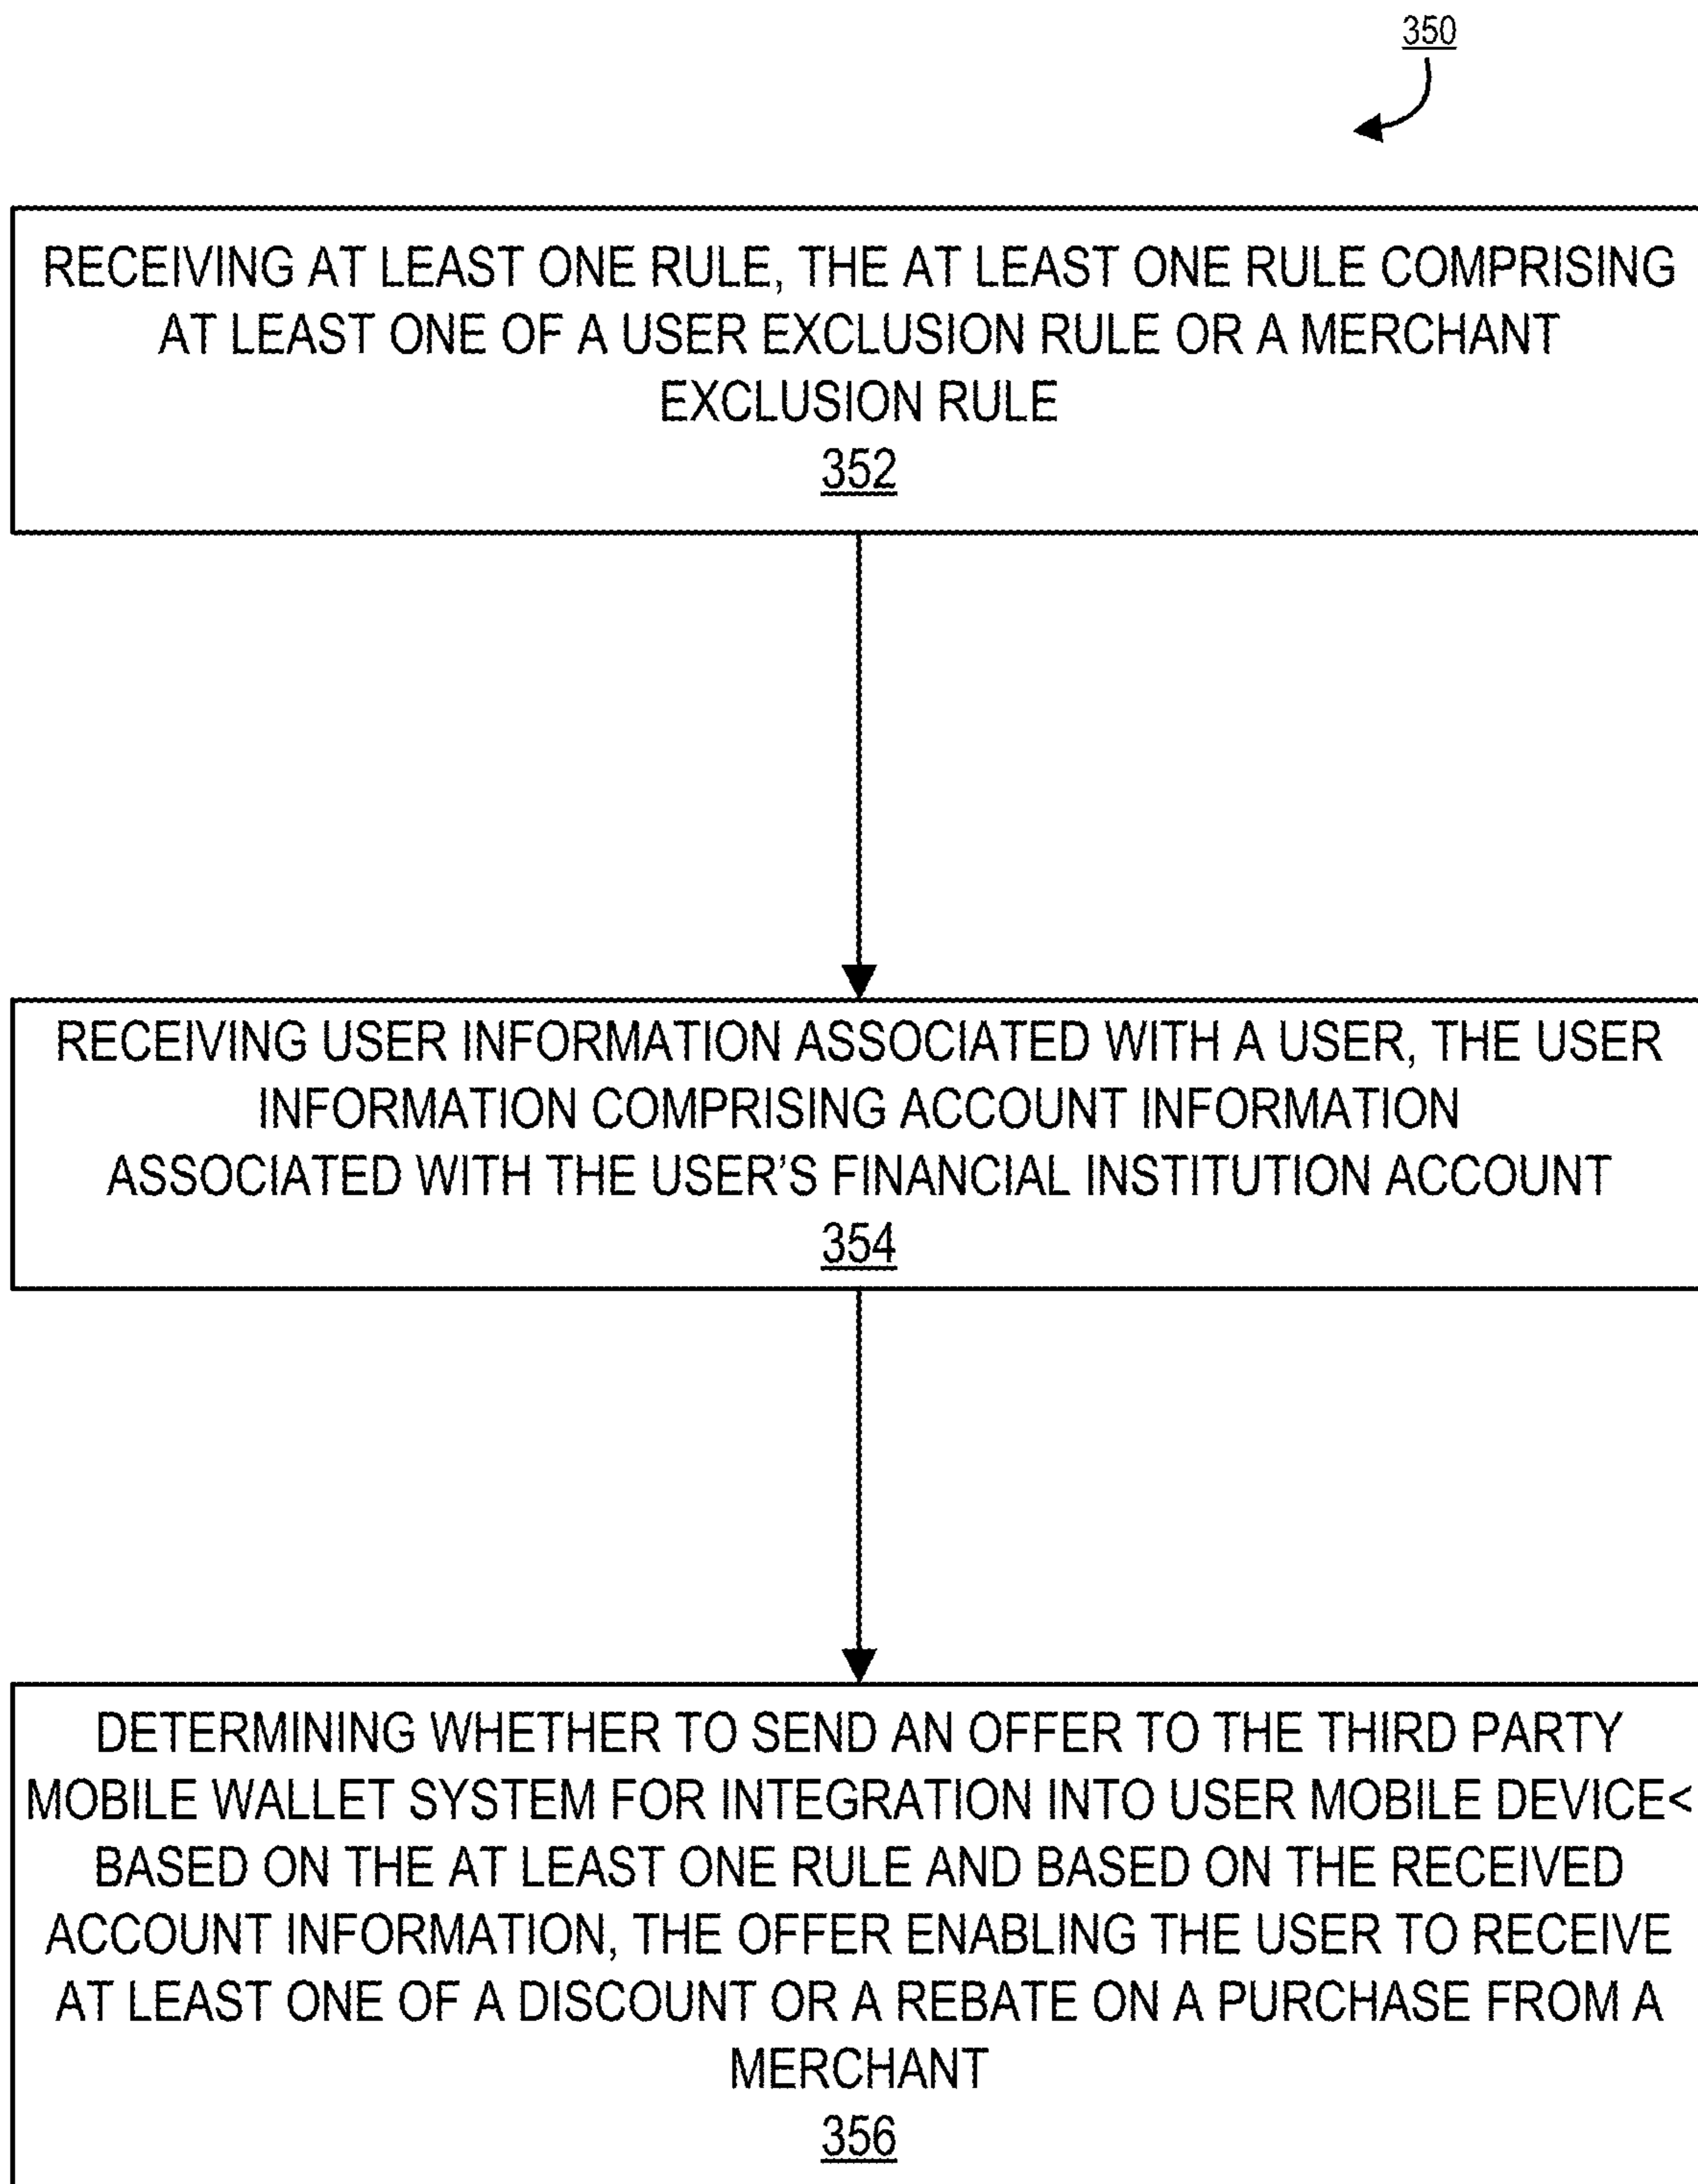 350
RECEIVING AT LEAST ONE RULE, THE AT LEAST ONE RULE COMPRISING
AT LEAST ONE OF A USER EXCLUSION RULE OR A MERCHANT
EXCLUSION RULE
352
RECEIVING USER INFORMATION ASSOCIATED WITH A USER, THE USER
INFORMATION COMPRISING ACCOUNT INFORMATION
ASSOCIATED WITH THE USER’S FINANCIAL INSTITUTION ACCOUNT
354
DETERMINING WHETHER TO SEND AN OFFER TO THE THIRD PARTY
MOBILE WALLET SYSTEM FOR INTEGRATION INTO USER MOBILE DEVICE<
BASED ON THE AT LEAST ONE RULE AND BASED ON THE RECEIVED
ACCOUNT INFORMATION, THE OFFER ENABLING THE USER TO RECEIVE
AT LEAST ONE OF A DISCOUNT OR A REBATE ON A PURCHASE FROM A
MERCHANT
356